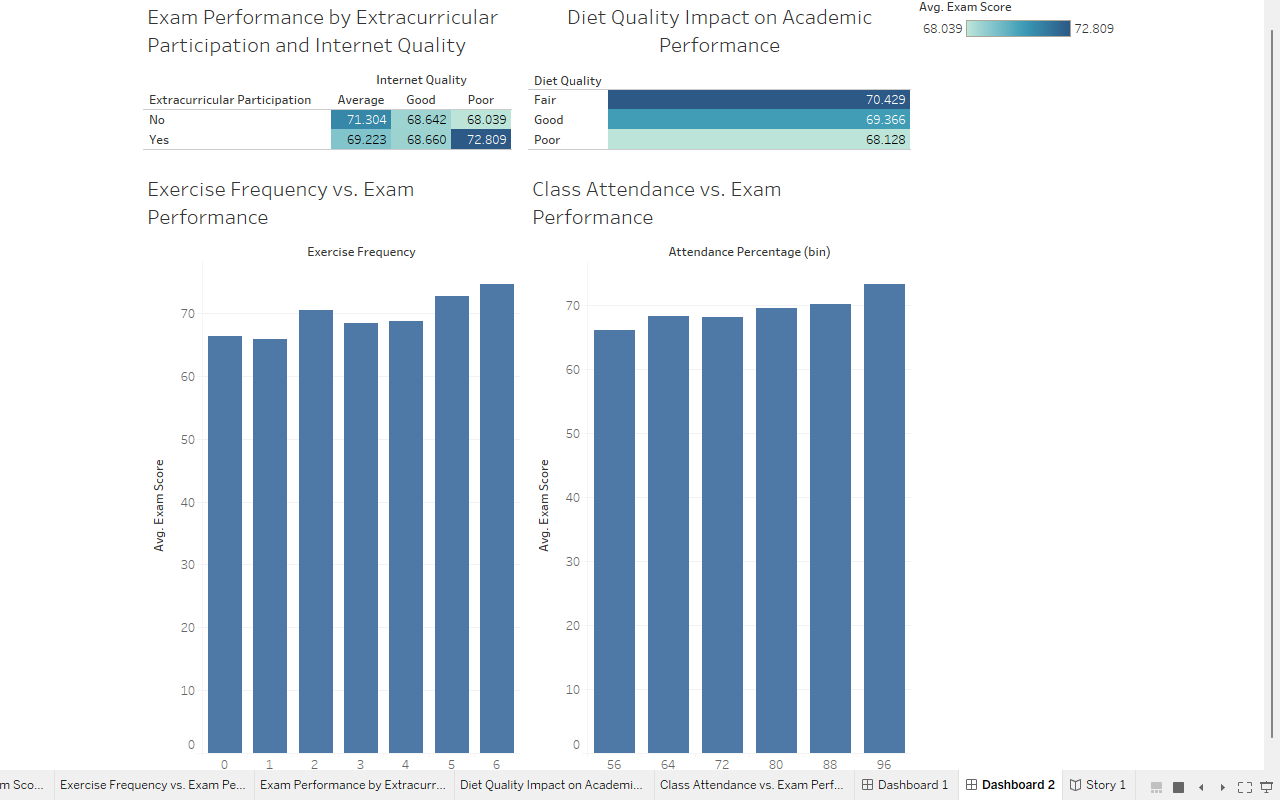 Exam Performance by Extracurricular
Participation and Internet Quality
Internet Quality
Extracurricular Participation Average Good Poor
No 71.304 68.642 68.039
Yes 69.223 68.660 72.809
Diet Quality Impact on Academic
Performance
Diet Quality
Fair 70.429
Good 69.366
Poor 68.128
Avg. Exam Score
68.039 72.809
Exercise Frequency vs. Exam
Performance
Exercise Frequency
Avg. Exam Score
70
60
50
40
30
20
10
0
0 1 2 3 4 5 6
Class Attendance vs. Exam
Performance
Attendance Percentage (bin)
Avg. Exam Score
70
60
50
40
30
20
10
0
56 64 72 80 88 96
m Sco... Exercise Frequency vs. Exam Pe... Exam Performance by Extracurr... Diet Quality Impact on Academi... Class Attendance vs. Exam Perf... Dashboard 1 Dashboard 2 Story 1